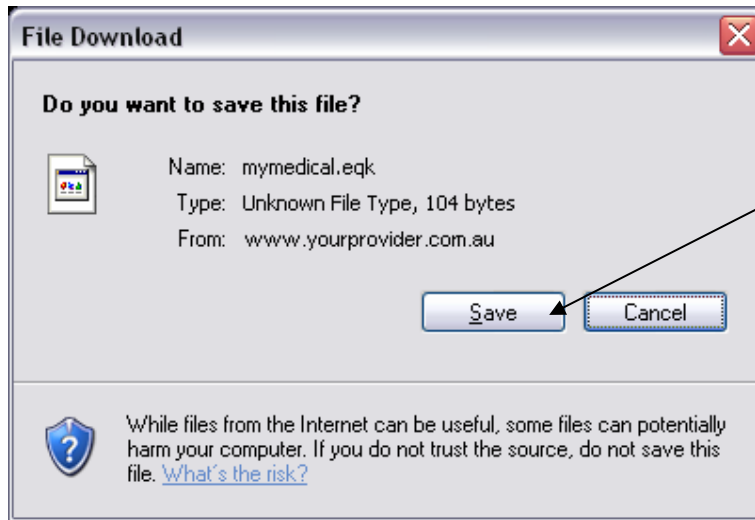 File Download
Do you want to save this file?
Name: mymedical.eqk
Type: Unknown File Type, 104 bytes
From: www.yourprovider.com.au
Save Cancel
While files from the Internet can be useful, some files can potentially
harm your computer. If you do not trust the source, do not save this
file. What's the risk?